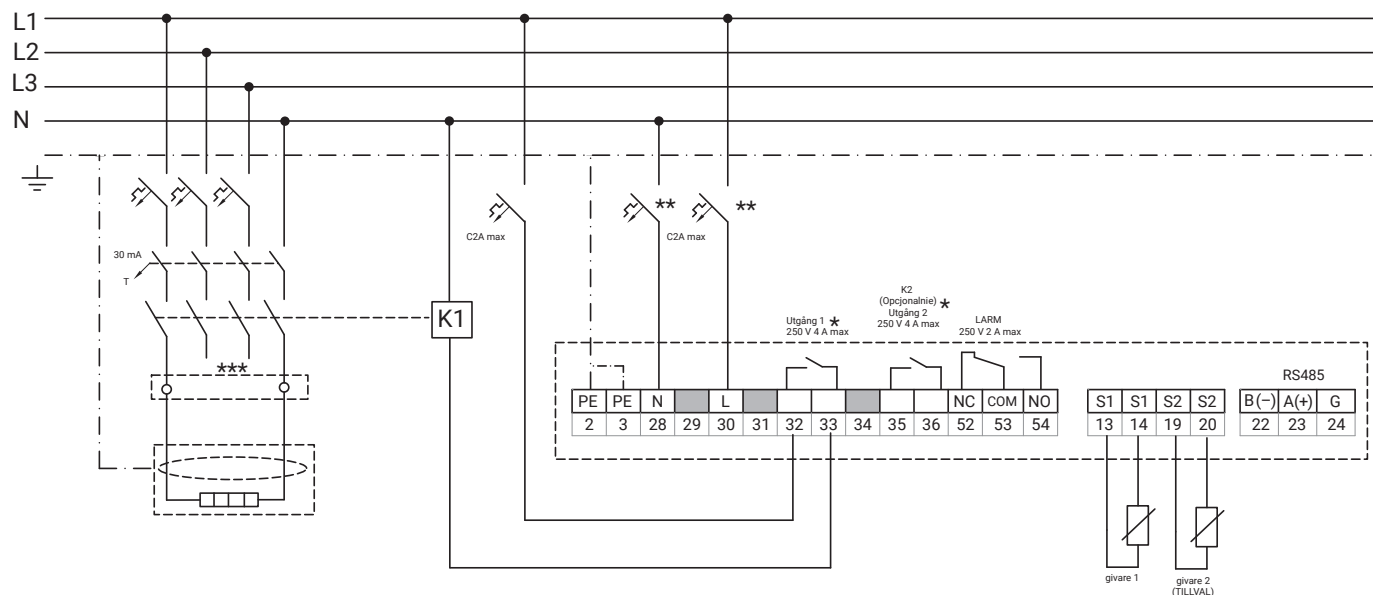 L1
L2
L3
N
**
**
C2A max
C2A max
30 mA
T
K1
K2
(Opcjonalnie) *
Utgång 2
250 V 4 A max
Utgång 1 *
250 V 4 A max
LARM
250 V 2 A max
***
RS485
PE PE N L NC COM NO S1 S1 S2 S2 B(–) A(+) G
2 3 28 29 30 31 32 33 34 35 36 52 53 54 13 14 19 20 22 23 24
givare 1
givare 2
(TILLVAL)